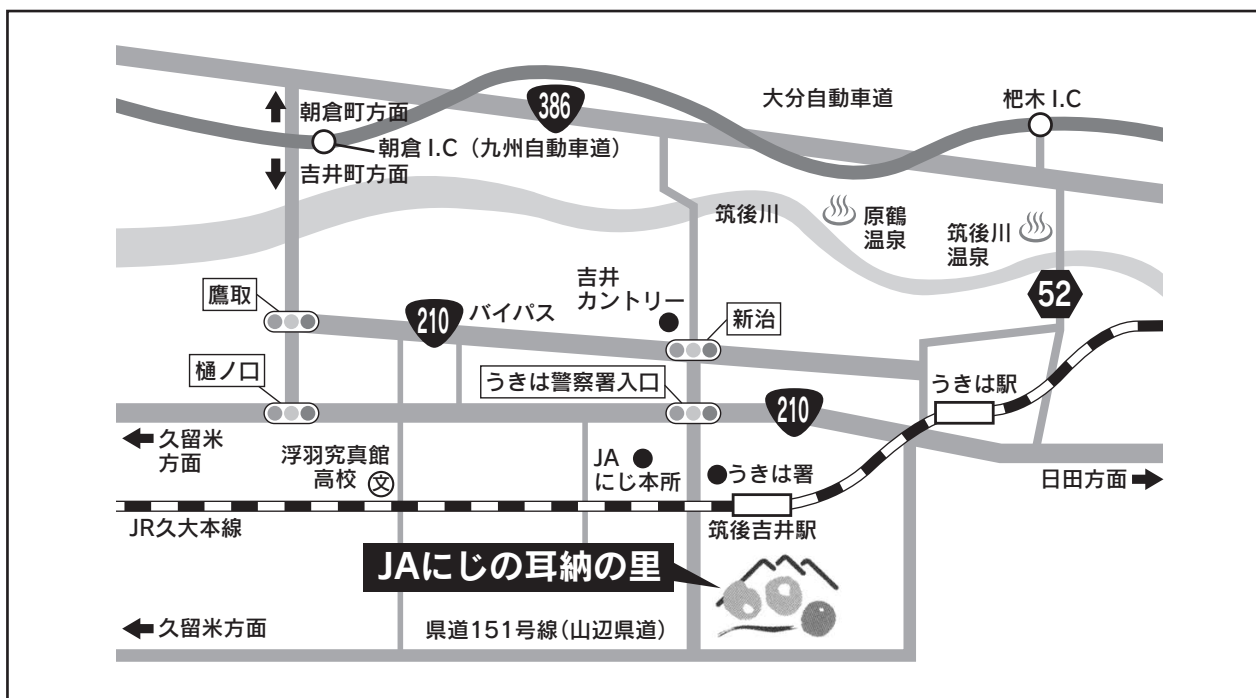 大分自動車道
杷木 I.C
386
朝倉町方面
朝倉 I.C（九州自動車道）
吉井町方面
筑後川
原鶴
温泉
筑後川
温泉
鷹取
210
バイパス
吉井
カントリー
新治
52
樋ノ口
うきは警察署入口
210
うきは駅
久留米
方面
浮羽究真館
高校
文
JA
にじ本所
うきは署
日田方面
JR久大本線
筑後吉井駅
JAにじの耳納の里
久留米方面
県道151号線（山辺県道）